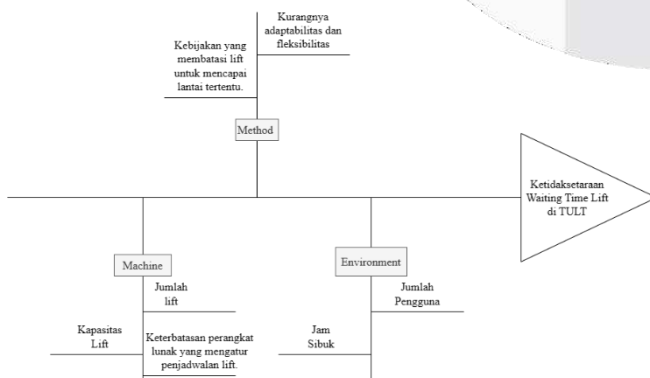 Kurangnya
adaptabilitas dan
fleksibilitas
Kebijakan yang
membatasi lift
untuk mencapai
lantai tertentu.
Method
Ketidaksetaraan
Waiting Time Lift
di TULT
Machine
Environment
Jumlah
lift
Jumlah
Pengguna
Kapasitas
Lift
Keterbatasan perangkat
lunak yang mengatur
penjadwalan lift.
Jam
Sibuk